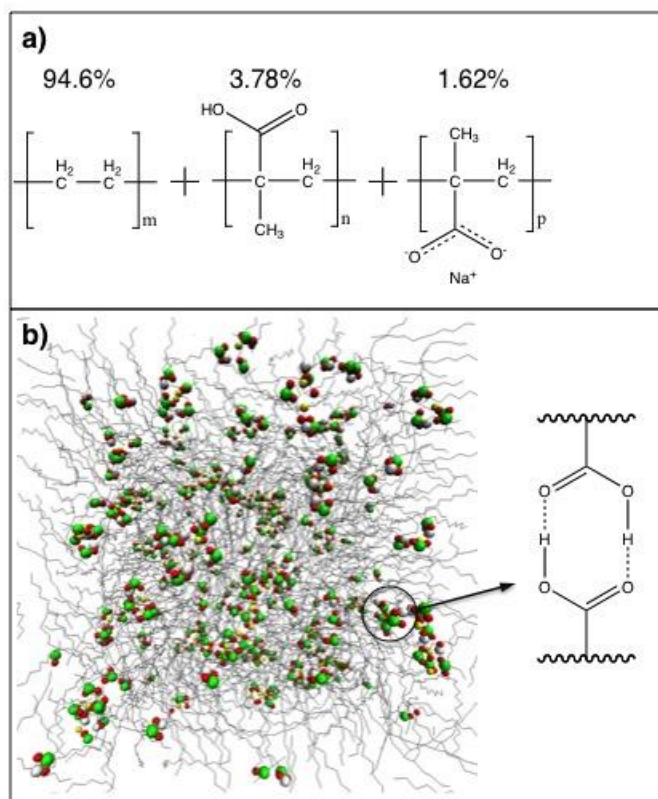 a)
94.6% 3.78% 1.62%
HO O CH₃
H₂ H₂ H₂ H₂
C C + C C + C C
m n p
CH₃
⁻O O⁻
Na⁺
b)
O O
H H
O O